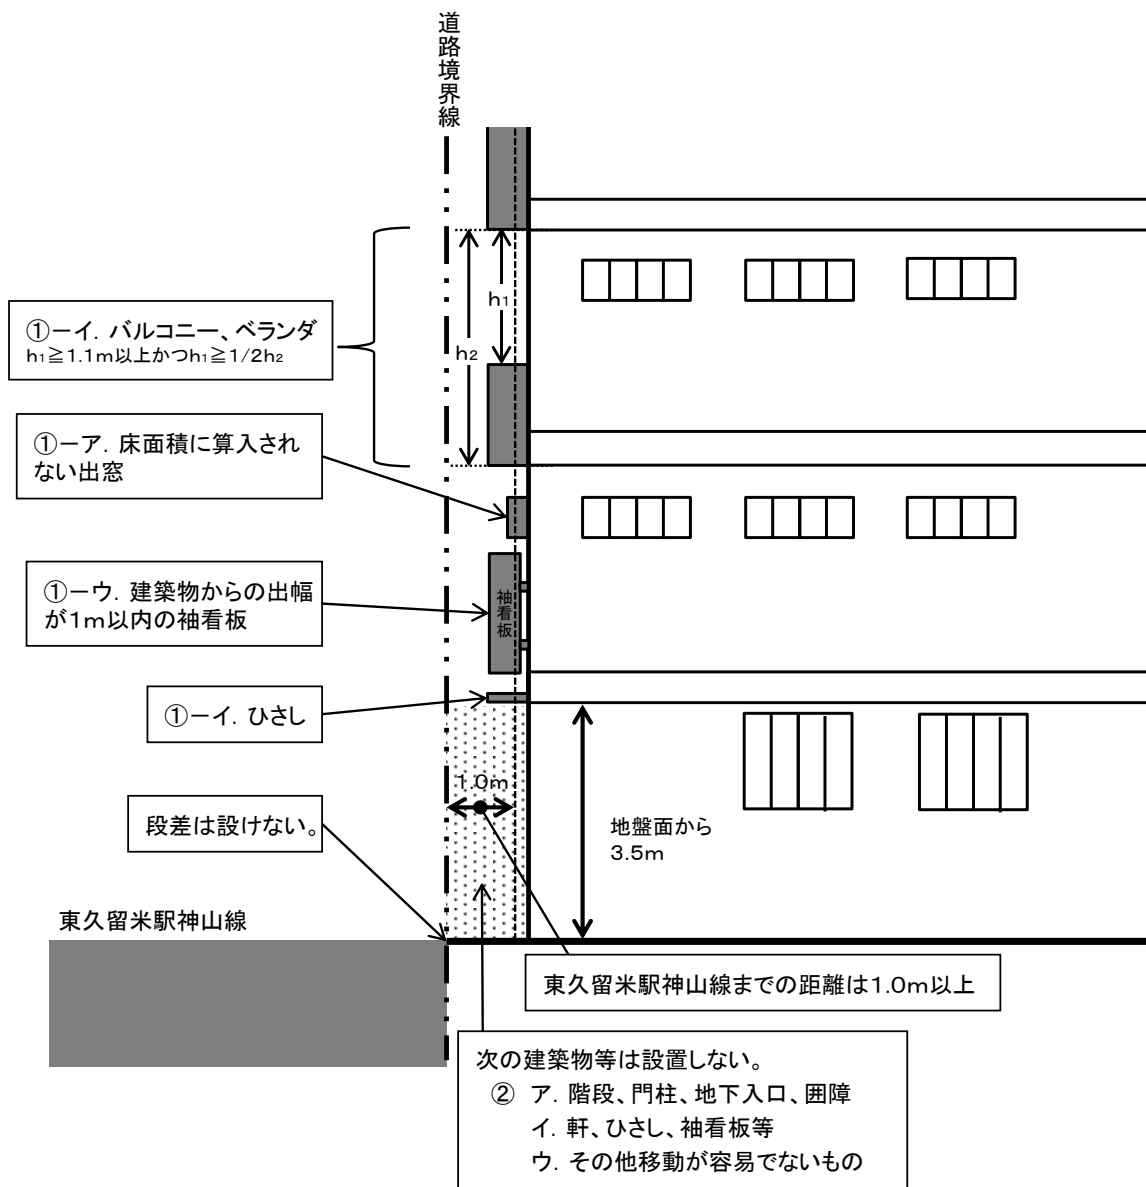 道路境界線
h₁
h₂
①ーイ．バルコニー、ベランダ
h₁≧1.1m以上かつh₁≧1/2h₂
①ーア．床面積に算入され
ない出窓
①ーウ．建築物からの出幅
が1m以内の袖看板
袖看板
①ーイ．ひさし
1.0m
段差は設けない。
地盤面から
3.5m
東久留米駅神山線
東久留米駅神山線までの距離は1.0m以上
次の建築物等は設置しない。
② ア．階段、門柱、地下入口、囲障
イ．軒、ひさし、袖看板等
ウ．その他移動が容易でないもの